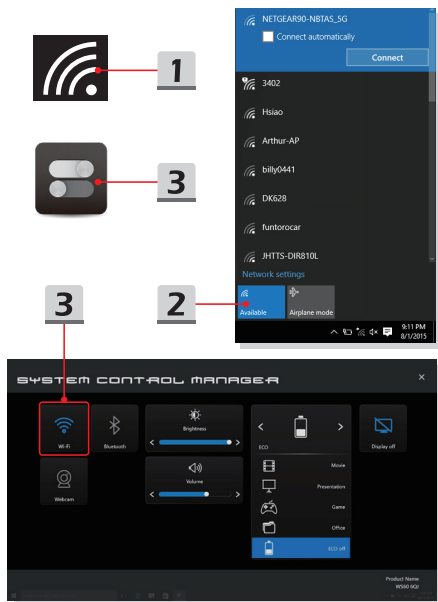 1
3
3
2
NETGEAR90-NBTAS_5G
Connect automatically
Connect
3402
Hsiao
Arthur-AP
billy0441
DK628
funtorocar
JHTTS-DIR810L
Network settings
Available
Airplane mode
9:11 PM
8/1/2015
SYSTEM CONTROL MANAGER
Wi-Fi
Bluetooth
Brightness
ECO
Display off
Webcam
Volume
Movie
Presentation
Game
Office
ECO off
Product Name
WS60 6QJ